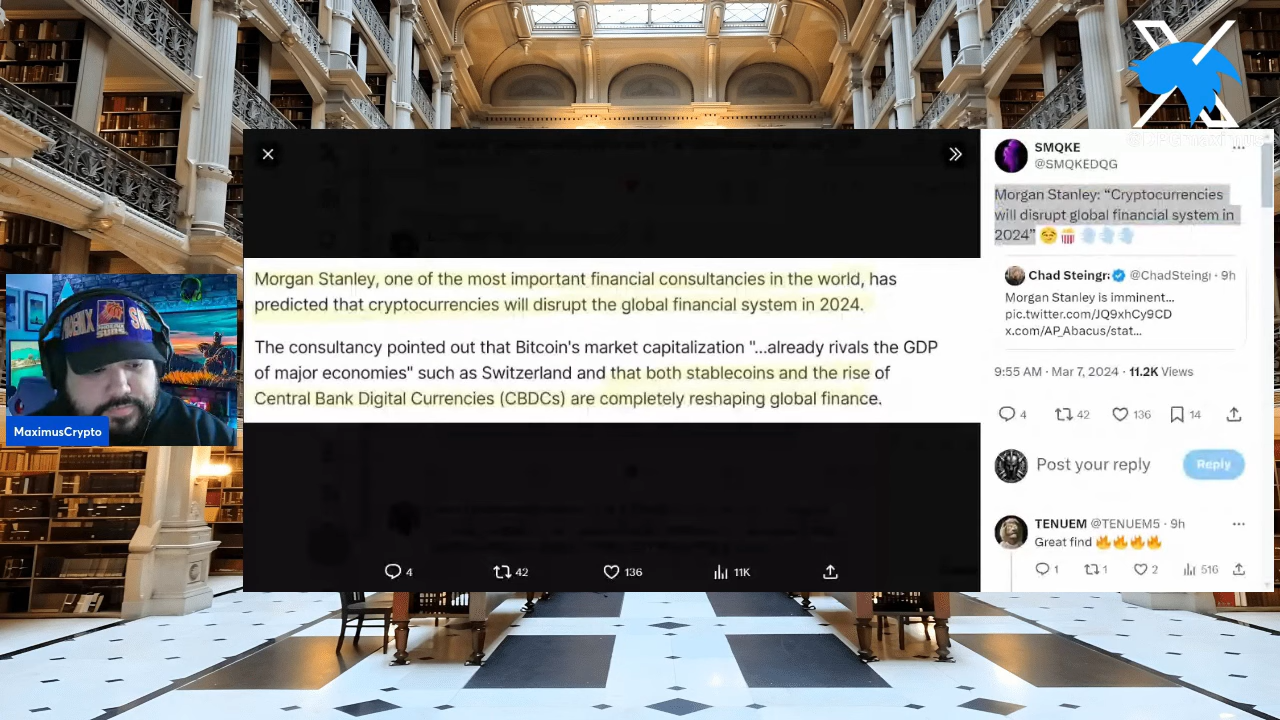 Morgan Stanley, one of the most important financial consultancies in the world, has
predicted that cryptocurrencies will disrupt the global financial system in 2024.
The consultancy pointed out that Bitcoin's market capitalization "...already rivals the GDP
of major economies" such as Switzerland and that both stablecoins and the rise of
Central Bank Digital Currencies (CBDCs) are completely reshaping global finance.
4
42
136
11K
SMQKE
@SMQKEDQG
Morgan Stanley: “Cryptocurrencies
will disrupt global financial system in
2024” 😏🍿💨💨💨
Chad Steingr: @ChadSteingı · 9h
Morgan Stanley is imminent...
pic.twitter.com/JQ9xhCy9CD
x.com/AP_Abacus/stat...
9:55 AM · Mar 7, 2024 · 11.2K Views
4
42
136
14
Post your reply
Reply
TENUEM @TENUEM5 · 9h
Great find 🔥🔥🔥🔥
1
1
2
516
MaximusCrypto